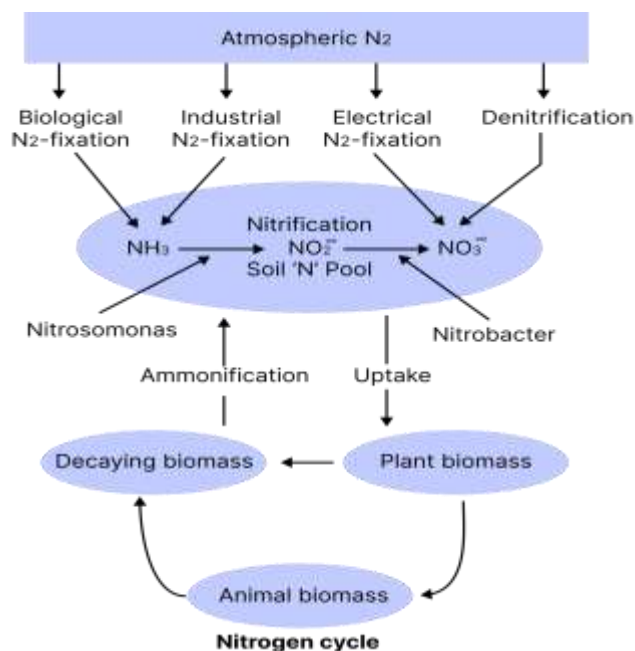 Atmospheric N2
Biological
N2-fixation
Industrial
N2-fixation
Electrical
N2-fixation
Denitrification
Nitrification
NH3
NO2⁻
NO3⁻
Soil ‘N’ Pool
Nitrosomonas
Nitrobacter
Ammonification
Uptake
Decaying biomass
Plant biomass
Animal biomass
Nitrogen cycle